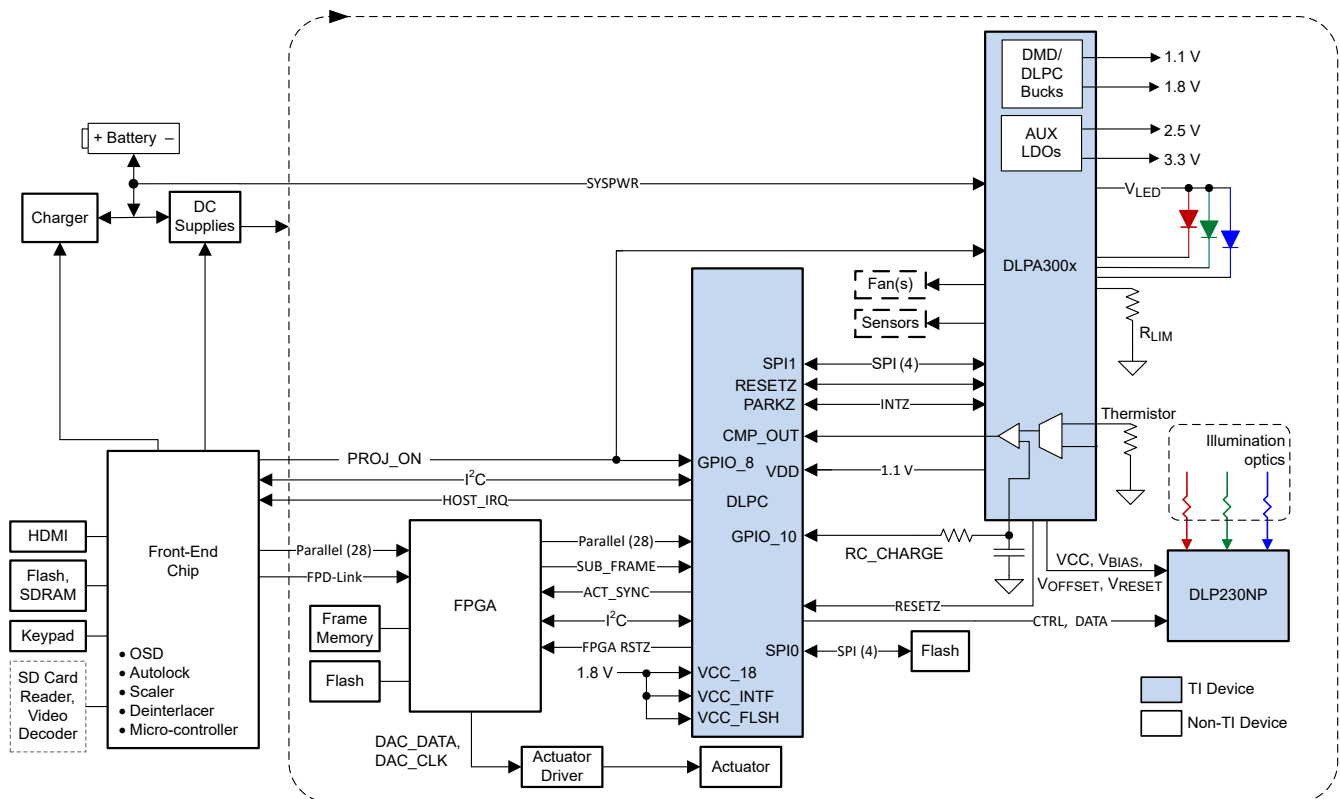 DMD/
DLPC
Bucks
1.1 V
1.8 V
AUX
LDOs
2.5 V
3.3 V
+ Battery –
SYSPWR
VLED
Charger
DC
Supplies
DLPA300x
Fan(s)
Sensors
RLIM
SPI1
SPI (4)
RESETZ
PARKZ
INTZ
CMP_OUT
Thermistor
Illumination
optics
PROJ_ON
GPIO_8
VDD
1.1 V
I2C
HOST_IRQ
DLPC
HDMI
Flash,
SDRAM
Keypad
SD Card
Reader,
Video
Decoder
Front-End
Chip
• OSD
• Autolock
• Scaler
• Deinterlacer
• Micro-controller
Parallel (28)
FPD-Link
Frame
Memory
Flash
FPGA
Parallel (28)
SUB_FRAME
ACT_SYNC
I2C
FPGA RSTZ
GPIO_10
RC_CHARGE
VCC, VBIAS,
VOFFSET, VRESET
DLP230NP
RESETZ
CTRL, DATA
SPI0
SPI (4)
Flash
1.8 V
VCC_18
VCC_INTF
VCC_FLSH
DAC_DATA,
DAC_CLK
Actuator
Driver
Actuator
TI Device
Non-TI Device